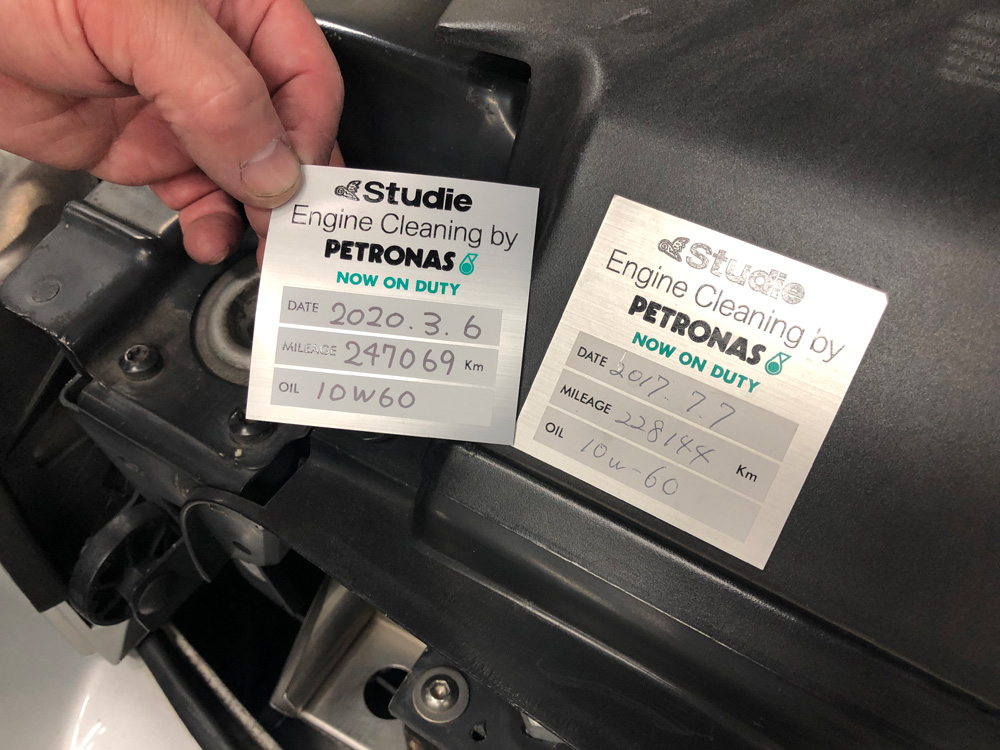 Studie
Engine Cleaning by
PETRONAS
NOW ON DUTY
DATE 2020.3.6
MILEAGE 247069 Km
OIL 10W60
Studie
Engine Cleaning by
PETRONAS
NOW ON DUTY
DATE 2017.7.7
MILEAGE 228144 Km
OIL 10w-60